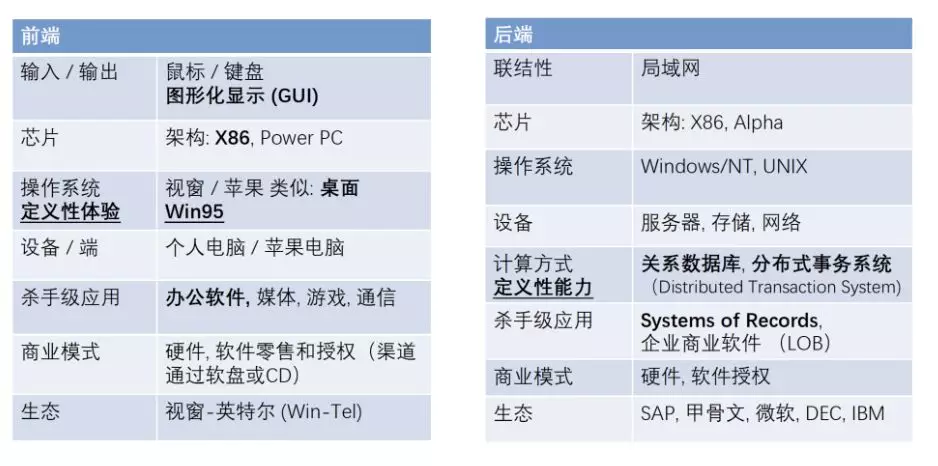 前端
输入 / 输出 鼠标 / 键盘
图形化显示 (GUI)
芯片 架构: X86, Power PC
操作系统 视窗 / 苹果 类似: 桌面
定义性体验 Win95
设备 / 端 个人电脑 / 苹果电脑
杀手级应用 办公软件, 媒体, 游戏, 通信
商业模式 硬件, 软件零售和授权（渠道
通过软盘或CD）
生态 视窗-英特尔 (Win-Tel)
后端
联结性 局域网
芯片 架构: X86, Alpha
操作系统 Windows/NT, UNIX
设备 服务器, 存储, 网络
计算方式 关系数据库, 分布式事务系统
定义性能力 （Distributed Transaction System)
杀手级应用 Systems of Records,
企业商业软件 （LOB）
商业模式 硬件, 软件授权
生态 SAP, 甲骨文, 微软, DEC, IBM